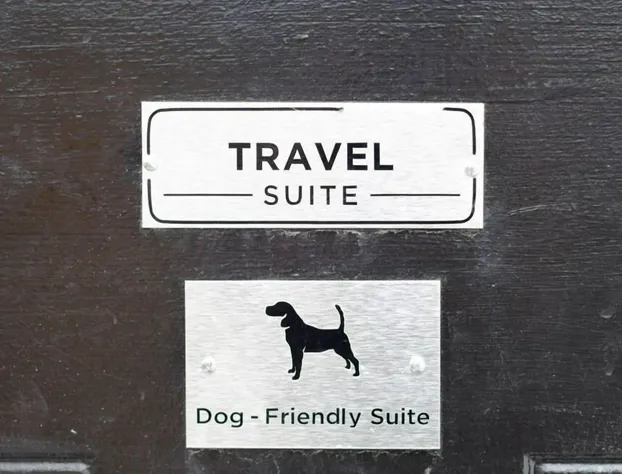 TRAVEL
SUITE
Dog - Friendly Suite